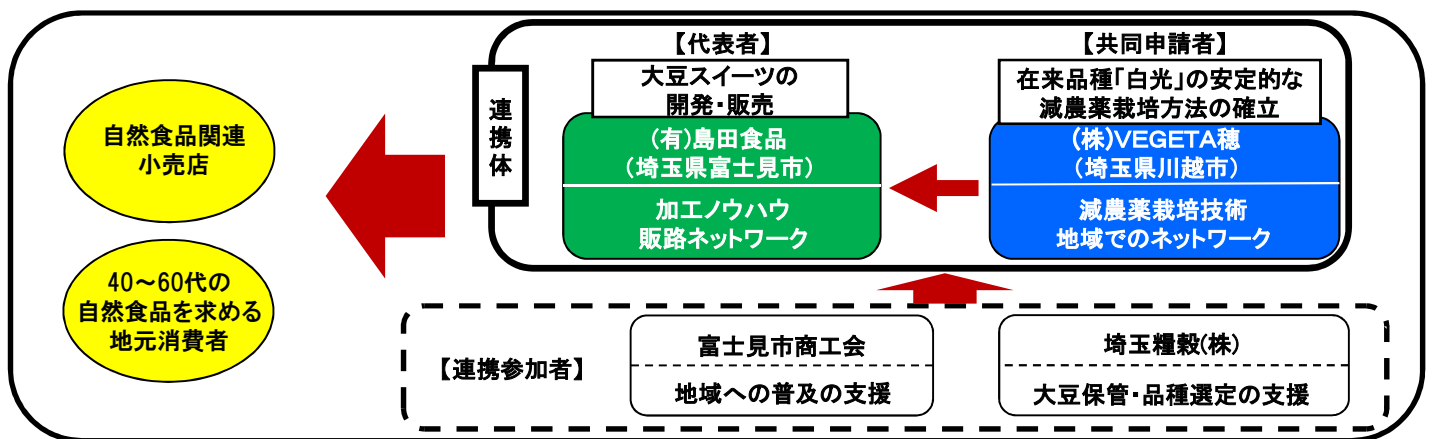 自然食品関連
小売店
40～60代の
自然食品を求める
地元消費者
連携体
【代表者】
大豆スイーツの
開発・販売
(有)島田食品
(埼玉県富士見市)
加工ノウハウ
販路ネットワーク
【共同申請者】
在来品種「白光」の安定的な
減農薬栽培方法の確立
(株)VEGETA穂
(埼玉県川越市)
減農薬栽培技術
地域でのネットワーク
【連携参加者】
富士見市商工会
地域への普及の支援
埼玉糧穀(株)
大豆保管・品種選定の支援